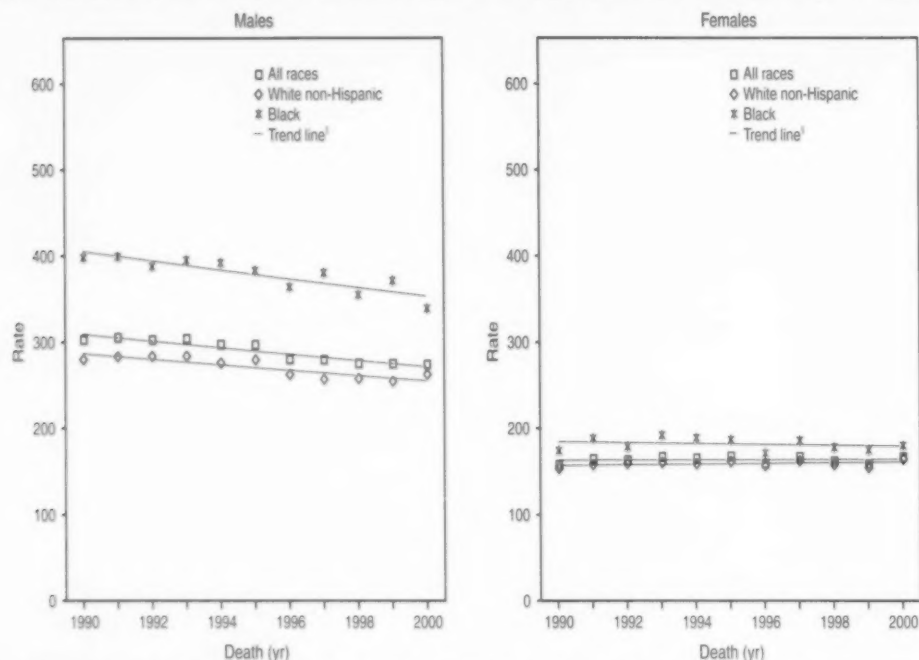 Males
600
500
400
300
200
100
0
Rate
All races
White non-Hispanic
Black
Trend line§
1990 1992 1994 1996 1998 2000
Death (yr)
Females
600
500
400
300
200
100
0
Rate
All races
White non-Hispanic
Black
Trend line§
1990 1992 1994 1996 1998 2000
Death (yr)